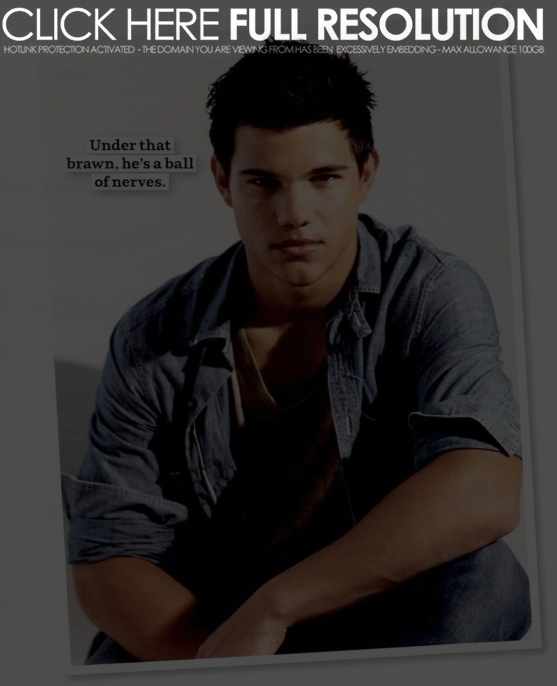 CLICK HERE FULL RESOLUTION
HOTLINK PROTECTION ACTIVATED - THE DOMAIN YOU ARE VIEWING FROM HAS BEEN EXCESSIVELY EMBEDDING - MAX ALLOWANCE 100GB
Under that
brawn, he's a ball
of nerves.